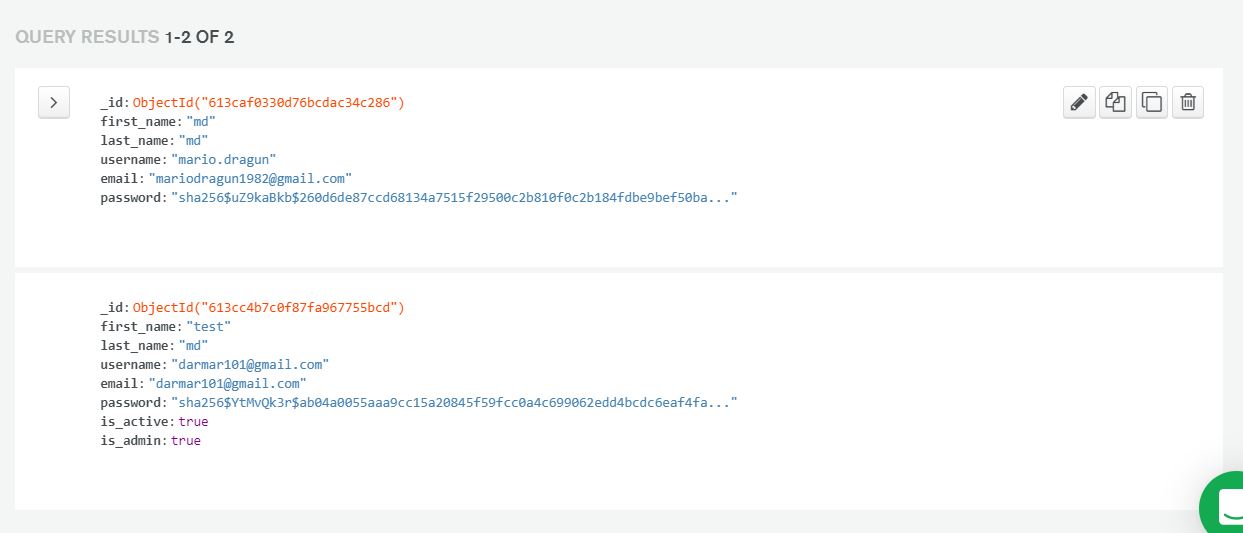 QUERY RESULTS 1-2 OF 2
_id: ObjectId("613caf0330d76bcdac34c286")
first_name: "md"
last_name: "md"
username: "mario.dragun"
email: "mariodragun1982@gmail.com"
password: "sha256$uZ9kaBkb$260d6de87ccd68134a7515f29500c2b810f0c2b184fdbe9bef50ba..."
_id: ObjectId("613cc4b7c0f87fa967755bcd")
first_name: "test"
last_name: "md"
username: "darmar101@gmail.com"
email: "darmar101@gmail.com"
password: "sha256$YtMvQk3r$ab04a0055aaa9cc15a20845f59fcc0a4c699062edd4bcdc6eaf4fa..."
is_active: true
is_admin: true